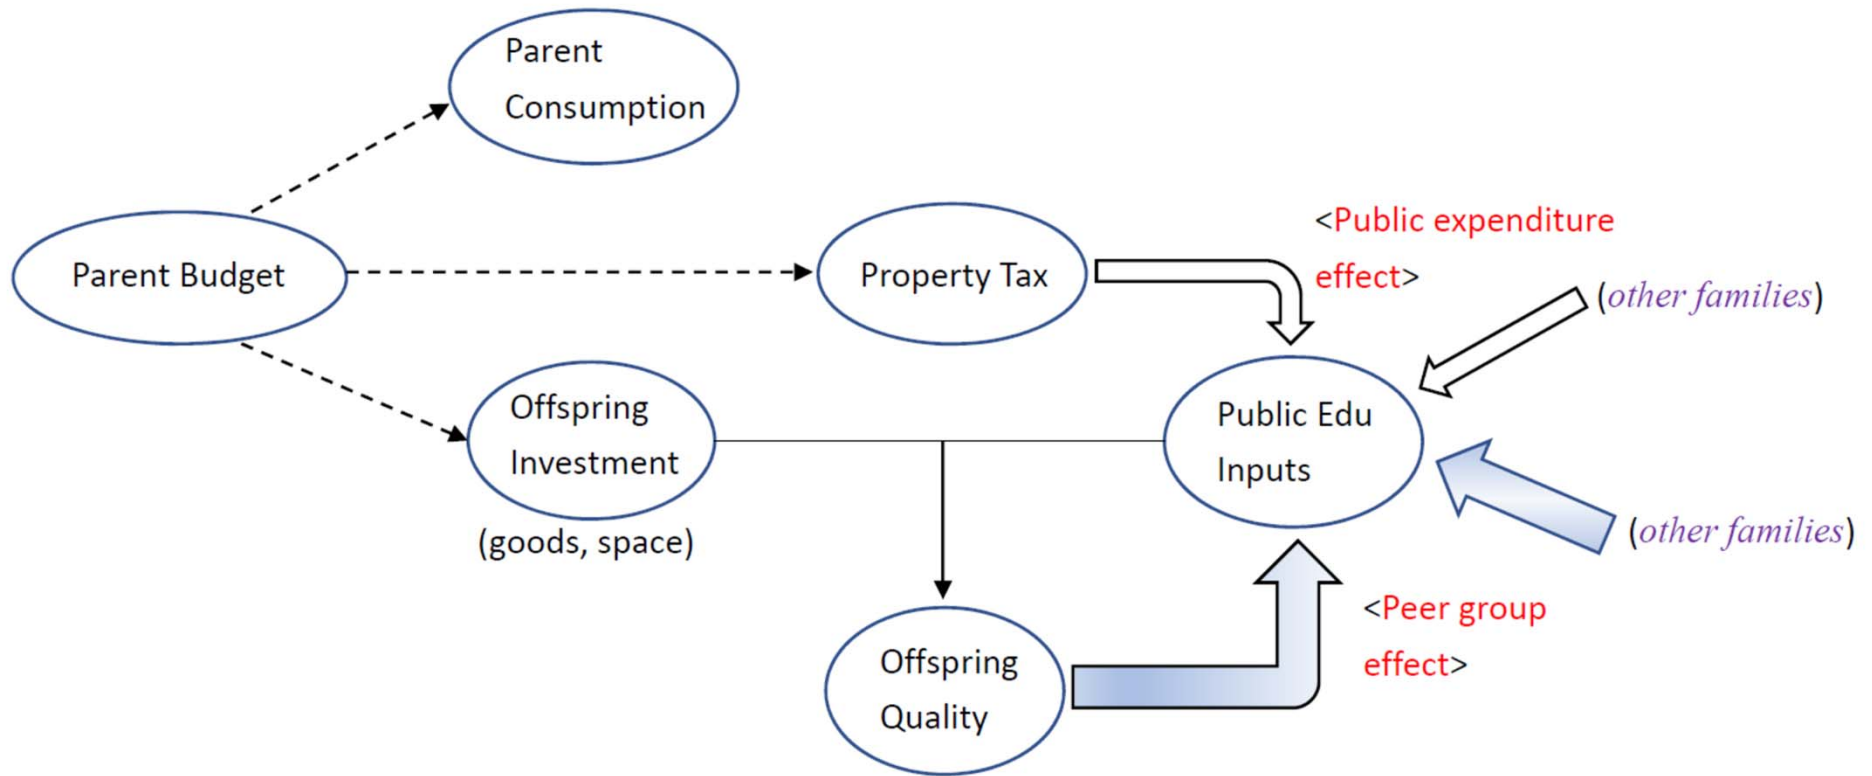 Parent
Consumption
Parent Budget
Property Tax
<Public expenditure
effect>
(other families)
Offspring
Investment
(goods, space)
Public Edu
Inputs
(other families)
<Peer group
effect>
Offspring
Quality